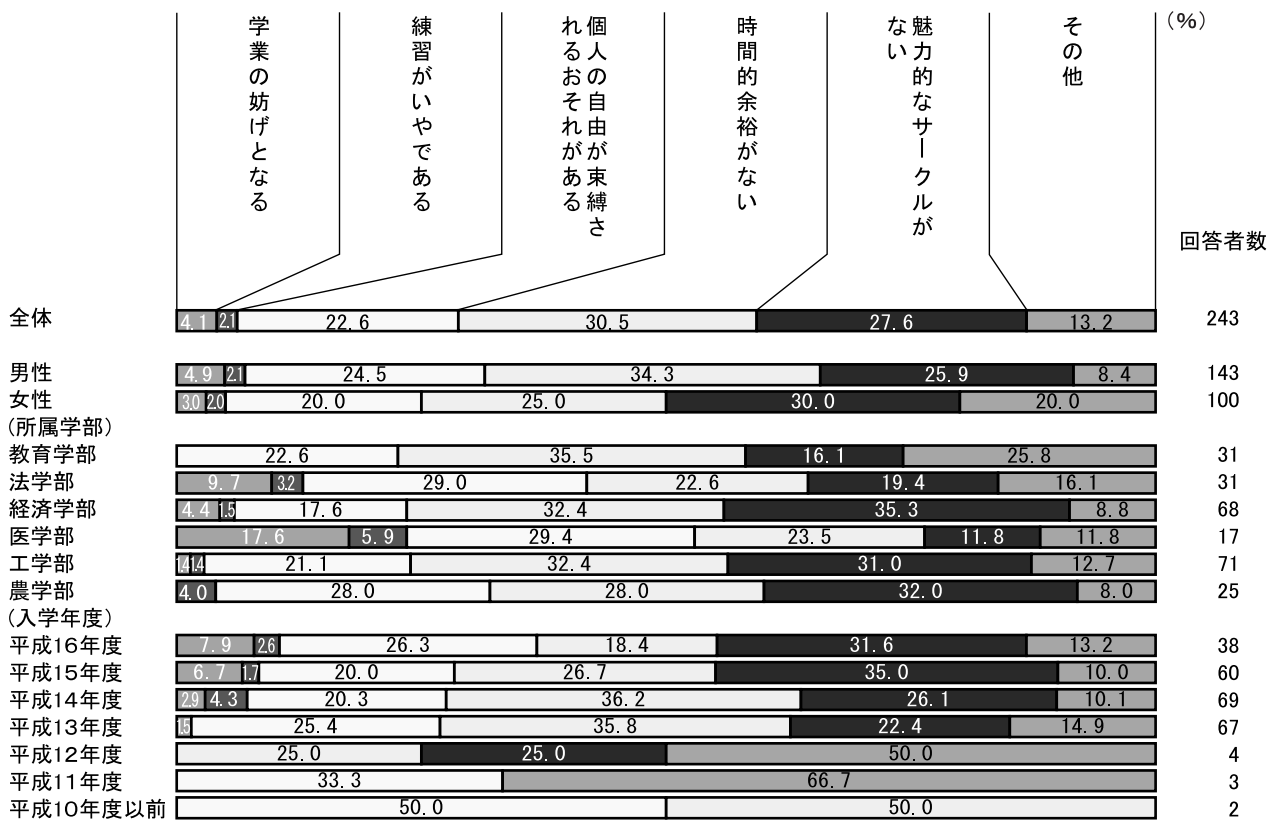 (%)
学業の妨げとなる
練習がいやである
個人の自由が束縛さ
れるおそれがある
時間的余裕がない
魅力的なサークルが
ない
その他
回答者数
全体 4.1 2.1 22.6 30.5 27.6 13.2 243
男性 4.9 2.1 24.5 34.3 25.9 8.4 143
女性 3.0 2.0 20.0 25.0 30.0 20.0 100
(所属学部)
教育学部 22.6 35.5 16.1 25.8 31
法学部 9.7 3.2 29.0 22.6 19.4 16.1 31
経済学部 4.4 1.5 17.6 32.4 35.3 8.8 68
医学部 17.6 5.9 29.4 23.5 11.8 11.8 17
工学部 1.4 1.4 21.1 32.4 31.0 12.7 71
農学部 4.0 28.0 28.0 32.0 8.0 25
(入学年度)
平成16年度 7.9 2.6 26.3 18.4 31.6 13.2 38
平成15年度 6.7 1.7 20.0 26.7 35.0 10.0 60
平成14年度 2.9 4.3 20.3 36.2 26.1 10.1 69
平成13年度 1.5 25.4 35.8 22.4 14.9 67
平成12年度 25.0 25.0 50.0 4
平成11年度 33.3 66.7 3
平成10年度以前 50.0 50.0 2